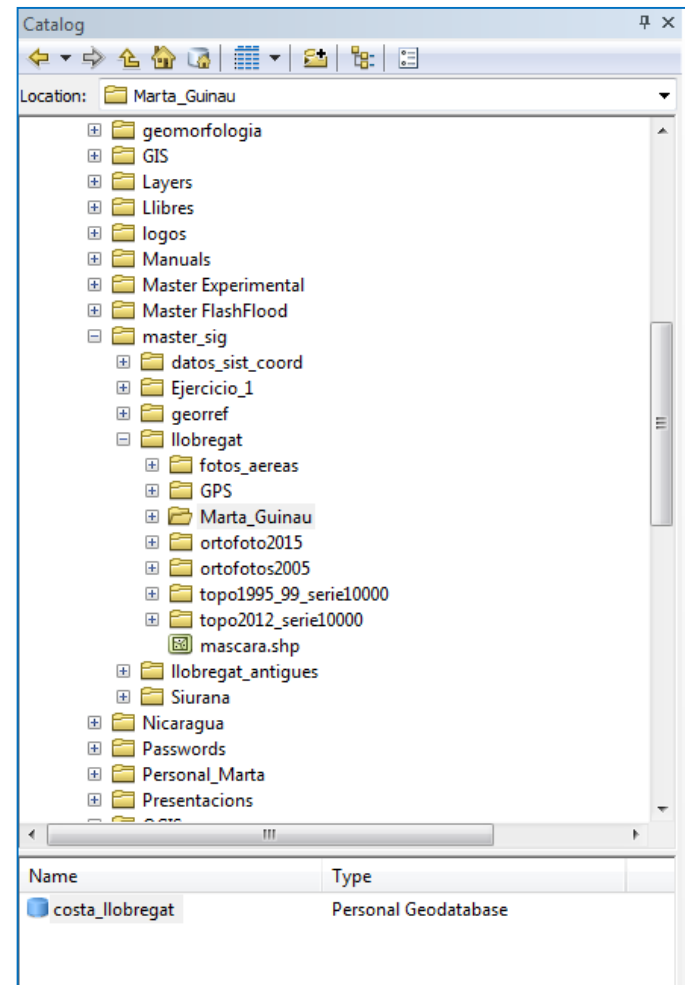 Catalog
Location: Marta_Guinau
geomorfologia
GIS
Layers
Llibres
logos
Manuals
Master Experimental
Master FlashFlood
master_sig
datos_sist_coord
Ejercicio_1
georref
llobregat
fotos_aereas
GPS
Marta_Guinau
ortofoto2015
ortofotos2005
topo1995_99_serie10000
topo2012_serie10000
mascara.shp
llobregat_antigues
Siurana
Nicaragua
Passwords
Personal_Marta
Presentacions
Name Type
costa_llobregat Personal Geodatabase